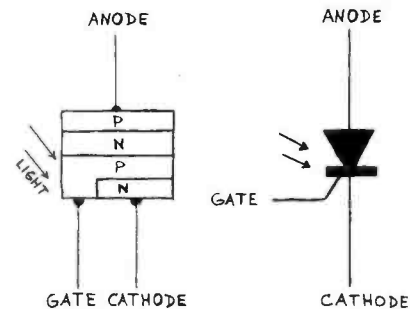 ANODE
P
N
P
N
LIGHT
GATE CATHODE
ANODE
GATE
CATHODE